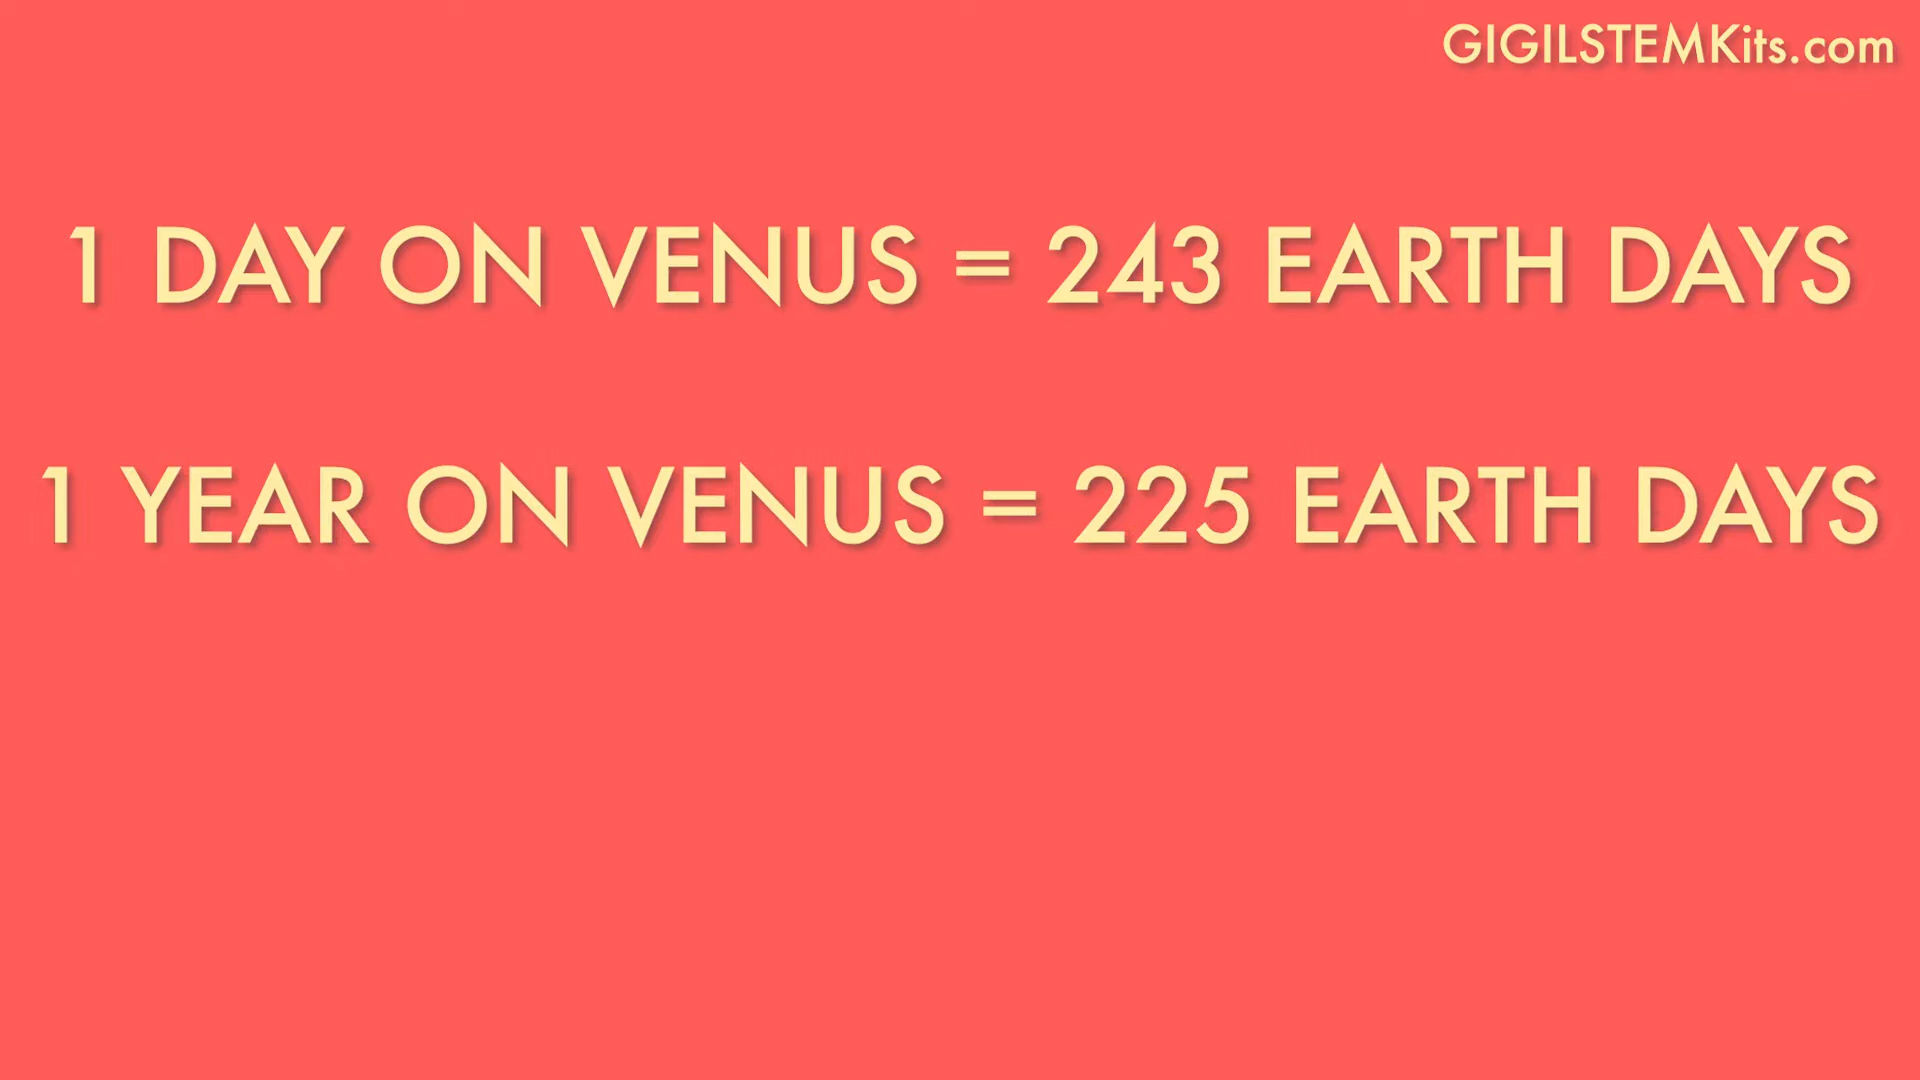 GIGILSTEMKits.com
1 DAY ON VENUS = 243 EARTH DAYS
1 YEAR ON VENUS = 225 EARTH DAYS